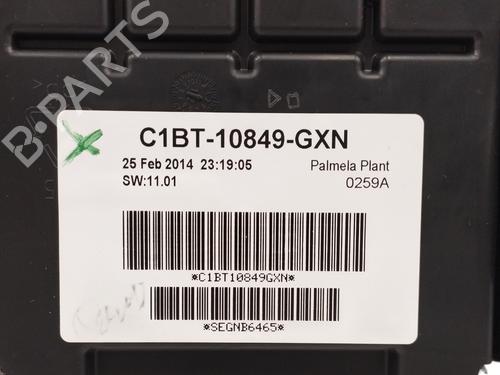 B-PARTS
C1BT-10849-GXN
25 Feb 2014 23:19:05 Palmela Plant
SW:11.01 0259A
*C1BT10849GXN*
*SEGNB6465*